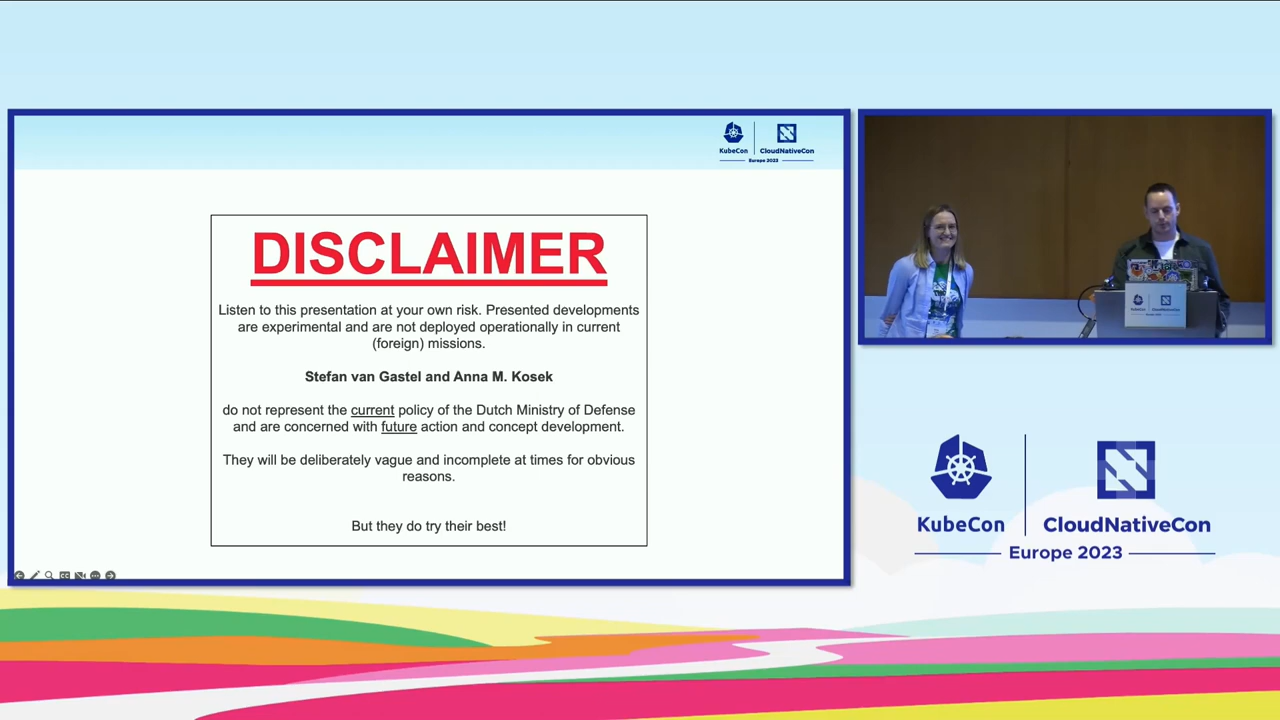 KubeCon
CloudNativeCon
Europe 2023
DISCLAIMER
Listen to this presentation at your own risk. Presented developments
are experimental and are not deployed operationally in current
(foreign) missions.
Stefan van Gastel and Anna M. Kosek
do not represent the current policy of the Dutch Ministry of Defense
and are concerned with future action and concept development.
They will be deliberately vague and incomplete at times for obvious
reasons.
But they do try their best!
KubeCon
CloudNativeCon
Europe 2023